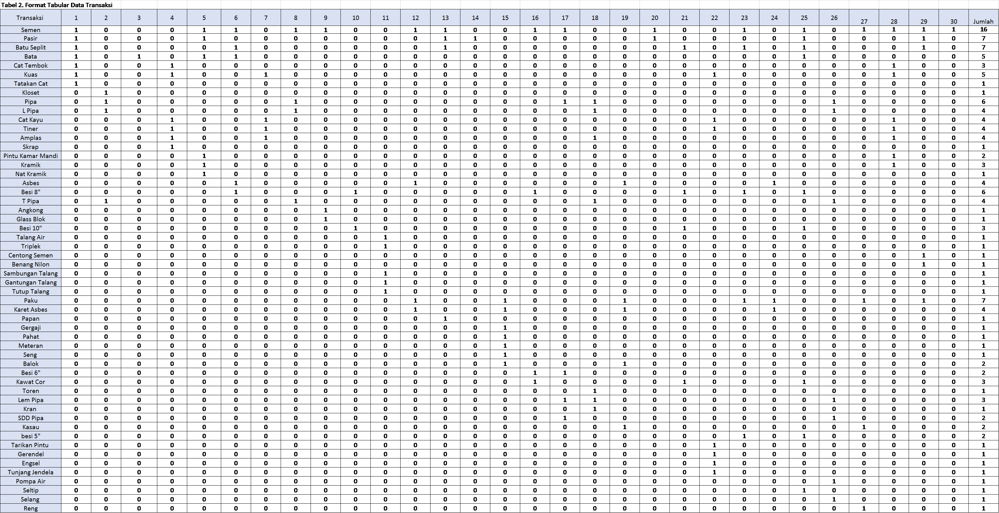 Tabel 2. Format Tabular Data Transaksi
Transaksi 1 2 3 4 5 6 7 8 9 10 11 12 13 14 15 16 17 18 19 20 21 22 23 24 25 26 27 28 29 30 Jumlah
Semen 1 0 0 0 1 1 0 1 1 0 0 1 1 0 0 1 1 0 0 1 0 0 1 0 1 0 1 1 1 1 16
Pasir 1 0 0 0 1 0 0 0 0 0 0 0 1 1 0 0 0 0 0 1 0 0 0 0 1 0 0 0 1 0 7
Batu Seplit 1 0 0 0 0 1 0 0 0 0 0 0 1 0 0 0 0 0 0 0 1 0 1 0 1 0 0 0 1 0 7
Bata 1 0 1 0 1 1 0 0 0 0 0 0 0 0 0 0 0 0 0 0 0 0 0 0 1 0 0 0 0 0 5
Cat Tembok 1 0 0 1 0 0 0 0 0 0 0 0 0 0 0 0 0 0 0 0 0 0 0 0 0 0 0 1 0 0 3
Kuas 1 0 0 1 0 0 1 0 0 0 0 0 0 0 0 0 0 0 0 0 0 1 0 0 0 0 0 1 0 0 5
Tatakan Cat 1 0 0 0 0 0 0 0 0 0 0 0 0 0 0 0 0 0 0 0 0 0 0 0 0 0 0 0 0 0 1
Kloset 0 1 0 0 0 0 0 0 0 0 0 0 0 0 0 0 0 0 0 0 0 0 0 0 0 0 0 0 0 0 1
Pipa 0 1 0 0 0 0 0 1 0 0 0 0 0 0 0 0 1 1 0 0 0 0 0 0 0 1 0 0 0 0 6
L Pipa 0 1 0 0 0 0 0 1 0 0 0 0 0 0 0 0 0 1 0 0 0 0 0 0 0 1 0 0 0 0 4
Cat Kayu 0 0 0 1 0 0 1 0 0 0 0 0 0 0 0 0 0 0 0 0 0 1 0 0 0 0 0 1 0 0 4
Tiner 0 0 0 1 0 0 1 0 0 0 0 0 0 0 0 0 0 0 0 0 0 1 0 0 0 0 0 1 0 0 4
Amplas 0 0 0 1 0 0 1 0 0 0 0 0 0 0 0 0 0 1 0 0 0 0 0 0 0 0 0 1 0 0 4
Skrap 0 0 0 1 0 0 0 0 0 0 0 0 0 0 0 0 0 0 0 0 0 0 0 0 0 0 0 0 0 0 1
Pintu Kamar Mandi 0 0 0 0 1 0 0 0 0 0 0 0 0 0 0 0 0 0 0 0 0 0 0 0 0 0 0 1 0 0 2
Kramik 0 0 0 0 1 0 0 0 0 0 0 0 0 0 0 0 0 0 0 0 0 0 0 0 0 0 0 1 0 0 3
Nat Kramik 0 0 0 0 1 0 0 0 0 0 0 0 0 0 0 0 0 0 0 0 0 0 0 0 0 0 0 0 0 0 1
Asbes 0 0 0 0 0 1 0 0 0 0 0 1 0 0 0 0 0 0 1 0 0 0 0 1 0 0 0 0 0 0 4
Besi 8" 0 0 0 0 0 1 0 0 0 1 0 0 0 0 0 1 0 0 0 0 1 0 1 0 1 0 0 0 0 0 6
T Pipa 0 1 0 0 0 0 0 1 0 0 0 0 0 0 0 0 0 1 0 0 0 0 0 0 0 1 0 0 0 0 4
Angkong 0 0 0 0 0 0 0 0 1 0 0 0 0 0 0 0 0 0 0 0 0 0 0 0 0 0 0 0 0 0 1
Glass Blok 0 0 0 0 0 0 0 0 1 0 0 0 0 0 0 0 0 0 0 0 0 0 0 0 0 0 0 0 0 0 1
Besi 10" 0 0 0 0 0 0 0 0 0 1 0 0 0 0 0 0 0 0 0 0 1 0 0 0 1 0 0 0 0 0 3
Talang Air 0 0 0 0 0 0 0 0 0 0 1 0 0 0 0 0 0 0 0 0 0 0 0 0 0 0 0 0 0 0 1
Triplek 0 0 0 0 0 0 0 0 0 0 1 0 0 0 0 0 0 0 0 0 0 0 0 0 0 0 0 0 0 0 1
Centong Semen 0 0 0 0 0 0 0 0 0 0 0 0 0 0 0 0 0 0 0 0 0 0 0 0 0 0 0 0 1 0 1
Benang Nilon 0 0 0 0 0 0 0 0 0 0 0 0 0 0 0 0 0 0 0 0 0 0 0 0 0 0 0 0 1 0 1
Sambungan Talang 0 0 0 0 0 0 0 0 0 0 1 0 0 0 0 0 0 0 0 0 0 0 0 0 0 0 0 0 0 0 1
Gantungan Talang 0 0 0 0 0 0 0 0 0 0 1 0 0 0 0 0 0 0 0 0 0 0 0 0 0 0 0 0 0 0 1
Tutup Talang 0 0 0 0 0 0 0 0 0 0 1 0 0 0 0 0 0 0 0 0 0 0 0 0 0 0 0 0 0 0 1
Paku 0 0 0 0 0 0 0 0 0 0 0 1 0 0 1 0 0 0 1 0 0 0 1 1 0 0 1 0 1 0 7
Karet Asbes 0 0 0 0 0 0 0 0 0 0 0 1 0 0 1 0 0 0 1 0 0 0 0 1 0 0 0 0 0 0 4
Papan 0 0 0 0 0 0 0 0 0 0 0 0 1 0 0 0 0 0 0 0 0 0 0 0 0 0 0 0 0 0 1
Gergaji 0 0 0 0 0 0 0 0 0 0 0 0 0 0 1 0 0 0 0 0 0 0 0 0 0 0 0 0 0 0 1
Pahat 0 0 0 0 0 0 0 0 0 0 0 0 0 0 1 0 0 0 0 0 0 0 0 0 0 0 0 0 0 0 1
Meteran 0 0 0 0 0 0 0 0 0 0 0 0 0 0 1 0 0 0 0 0 0 0 0 0 0 0 0 0 0 0 1
Seng 0 0 0 0 0 0 0 0 0 0 0 0 0 0 1 0 0 0 0 0 0 0 0 0 0 0 0 0 0 0 1
Balok 0 0 0 0 0 0 0 0 0 0 0 0 0 0 1 0 0 0 1 0 0 0 0 0 0 0 0 0 0 0 2
Besi 6" 0 0 0 0 0 0 0 0 0 0 0 0 0 0 0 1 1 0 0 0 0 0 0 0 0 0 0 0 0 0 2
Kawat Cor 0 0 0 0 0 0 0 0 0 0 0 0 0 0 0 1 0 0 0 0 1 0 0 0 1 0 0 0 0 0 3
Toren 0 0 0 0 0 0 0 0 0 0 0 0 0 0 0 0 0 1 0 0 0 0 0 0 0 0 0 0 0 0 1
Lem Pipa 0 0 0 0 0 0 0 0 0 0 0 0 0 0 0 0 1 1 0 0 0 0 0 0 0 1 0 0 0 0 3
Kran 0 0 0 0 0 0 0 0 0 0 0 0 0 0 0 0 0 1 0 0 0 0 0 0 0 0 0 0 0 0 1
SDD Pipa 0 0 0 0 0 0 0 0 0 0 0 0 0 0 0 0 1 0 0 0 0 0 0 0 0 1 0 0 0 0 2
Kasau 0 0 0 0 0 0 0 0 0 0 0 0 0 0 0 0 0 0 1 0 0 0 0 0 0 0 1 0 0 0 2
besi 5" 0 0 0 0 0 0 0 0 0 0 0 0 0 0 0 0 0 0 0 0 0 0 1 0 1 0 0 0 0 0 2
Tarikan Pintu 0 0 0 0 0 0 0 0 0 0 0 0 0 0 0 0 0 0 0 0 0 1 0 0 0 0 0 0 0 0 1
Gerendel 0 0 0 0 0 0 0 0 0 0 0 0 0 0 0 0 0 0 0 0 0 1 0 0 0 0 0 0 0 0 1
Engsel 0 0 0 0 0 0 0 0 0 0 0 0 0 0 0 0 0 0 0 0 0 1 0 0 0 0 0 0 0 0 1
Tunjang Jendela 0 0 0 0 0 0 0 0 0 0 0 0 0 0 0 0 0 0 0 0 0 1 0 0 0 0 0 0 0 0 1
Pompa Air 0 0 0 0 0 0 0 0 0 0 0 0 0 0 0 0 0 0 0 0 0 0 0 0 0 1 0 0 0 0 1
Seltip 0 0 0 0 0 0 0 0 0 0 0 0 0 0 0 0 0 0 0 0 0 0 0 0 1 0 0 0 0 0 1
Selang 0 0 0 0 0 0 0 0 0 0 0 0 0 0 0 0 0 0 0 0 0 0 0 0 0 1 0 0 0 0 1
Reng 0 0 0 0 0 0 0 0 0 0 0 0 0 0 0 0 0 0 0 0 0 0 0 0 0 0 1 0 0 0 1